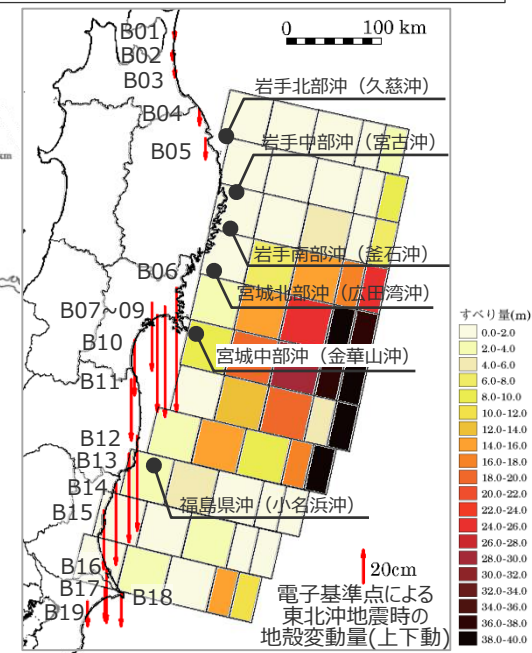 B01
B02
B03
B04
B05
B06
B07~09
B10
B11
B12
B13
B14
B15
B16
B17
B18
B19
0 100 km
岩手北部沖（久慈沖）
岩手中部沖（宮古沖）
岩手南部沖（釜石沖）
宮城北部沖（広田湾沖）
宮城中部沖（金華山沖）
福島県沖（小名浜沖）
20cm
電子基準点による
東北沖地震時の
地殻変動量(上下動)
すべり量(m)
0.0-2.0
2.0-4.0
4.0-6.0
6.0-8.0
8.0-10.0
10.0-12.0
12.0-14.0
14.0-16.0
16.0-18.0
18.0-20.0
20.0-22.0
22.0-24.0
24.0-26.0
26.0-28.0
28.0-30.0
30.0-32.0
32.0-34.0
34.0-36.0
36.0-38.0
38.0-40.0
km